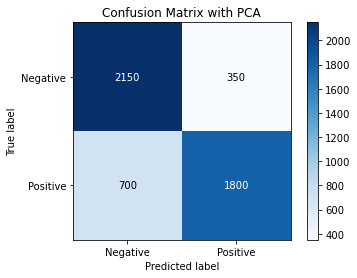 Confusion Matrix with PCA
True label
Negative
2150 350
Positive
700 1800
Negative Positive
Predicted label
2000
1800
1600
1400
1200
1000
800
600
400